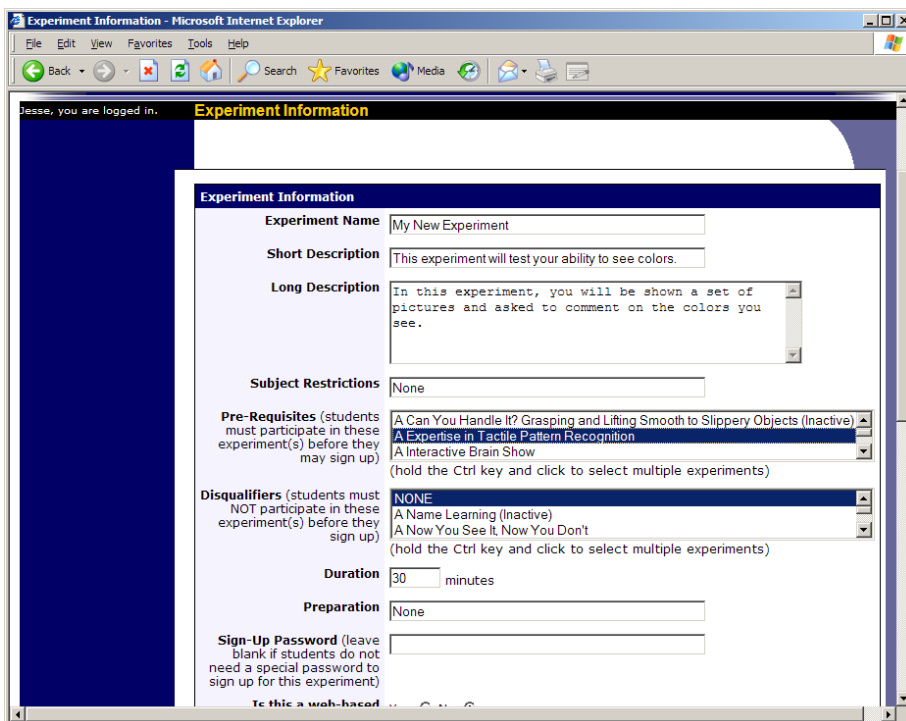 Experiment Information - Microsoft Internet Explorer
File Edit View Favorites Tools Help
Back Search Favorites Media
Jesse, you are logged in.
Experiment Information
Experiment Information
Experiment Name
My New Experiment
Short Description
This experiment will test your ability to see colors.
Long Description
In this experiment, you will be shown a set of
pictures and asked to comment on the colors you
see.
Subject Restrictions
None
Pre-Requisites (students
must participate in these
experiment(s) before they
may sign up)
A Can You Handle It? Grasping and Lifting Smooth to Slippery Objects (Inactive)
A Expertise in Tactile Pattern Recognition
A Interactive Brain Show
(hold the Ctrl key and click to select multiple experiments)
Disqualifiers (students must
NOT participate in these
experiment(s) before they
sign up)
NONE
A Name Learning (Inactive)
A Now You See It, Now You Don't
(hold the Ctrl key and click to select multiple experiments)
Duration
30 minutes
Preparation
None
Sign-Up Password (leave
blank if students do not
need a special password to
sign up for this experiment)
Is this a web-based